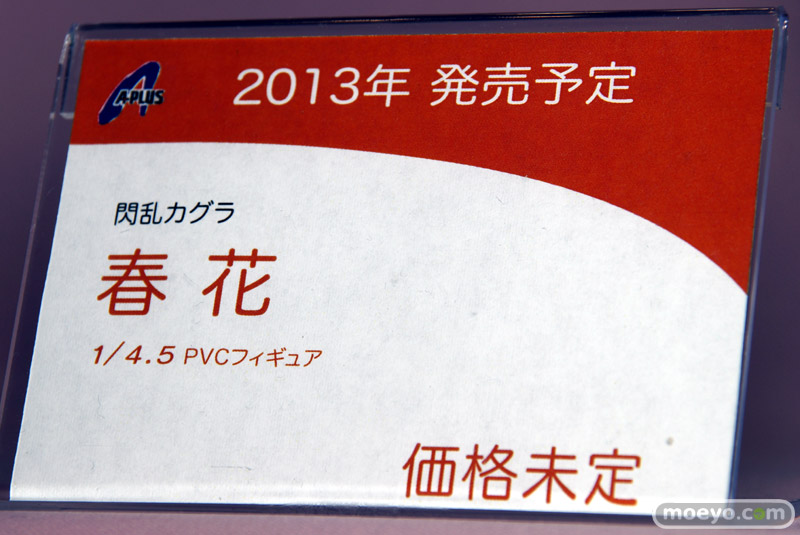 A-PLUS
2013年 発売予定
閃乱カグラ
春花
1/4.5 PVCフィギュア
価格未定
moeyo.com